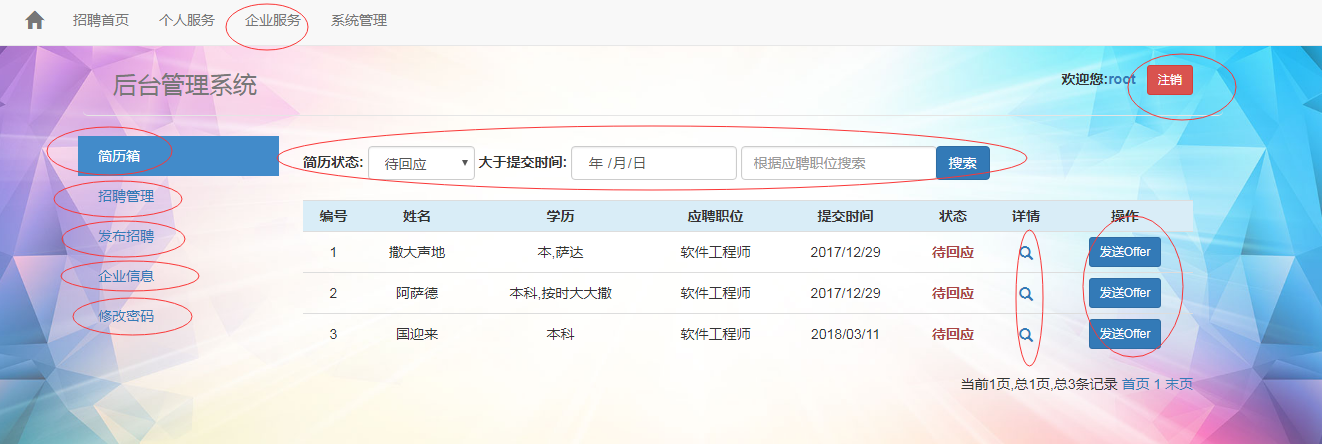 招聘首页 个人服务 企业服务 系统管理
后台管理系统
欢迎您:root 注销
简历箱
招聘管理
发布招聘
企业信息
修改密码
简历状态: 待回应 大于提交时间: 年 /月/日 根据应聘职位搜索 搜索
编号 姓名 学历 应聘职位 提交时间 状态 详情 操作
1 撒大声地 本,萨达 软件工程师 2017/12/29 待回应 发送Offer
2 阿萨德 本科,按时大大撒 软件工程师 2017/12/29 待回应 发送Offer
3 国迎来 本科 软件工程师 2018/03/11 待回应 发送Offer
当前1页,总1页,总3条记录 首页 1 末页